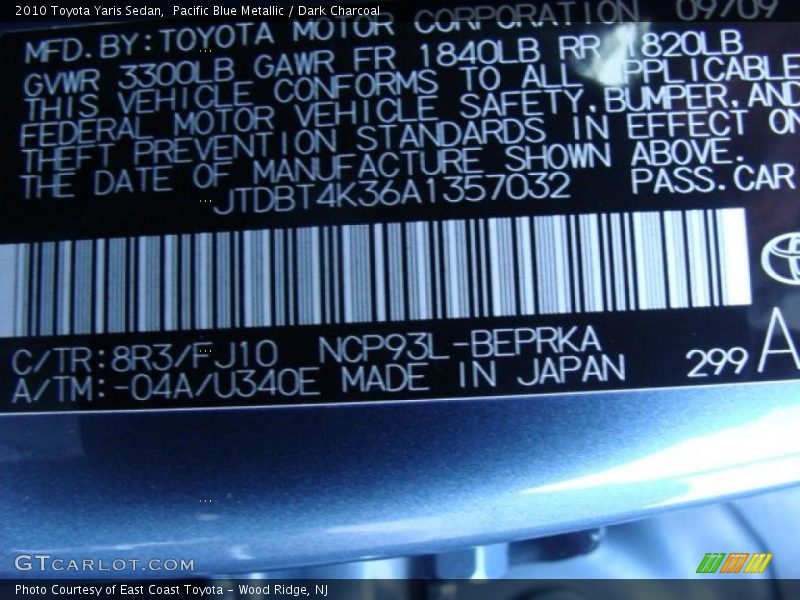 2010 Toyota Yaris Sedan, Pacific Blue Metallic / Dark Charcoal
MFD. BY: TOYOTA MOTOR CORPORATION 09/09
GVWR 3300LB GAWR FR 1840LB RR 1820LB
THIS VEHICLE CONFORMS TO ALL APPLICABLE
FEDERAL MOTOR VEHICLE SAFETY, BUMPER, AND
THEFT PREVENTION STANDARDS IN EFFECT ON
THE DATE OF MANUFACTURE SHOWN ABOVE.
JTDBT4K36A1357032 PASS. CAR
C/TR: 8R3/FJ10 NCP93L-BEPRKA
A/TM: -04A/U340E MADE IN JAPAN 299 A
GTCARLOT.COM
Photo Courtesy of East Coast Toyota - Wood Ridge, NJ